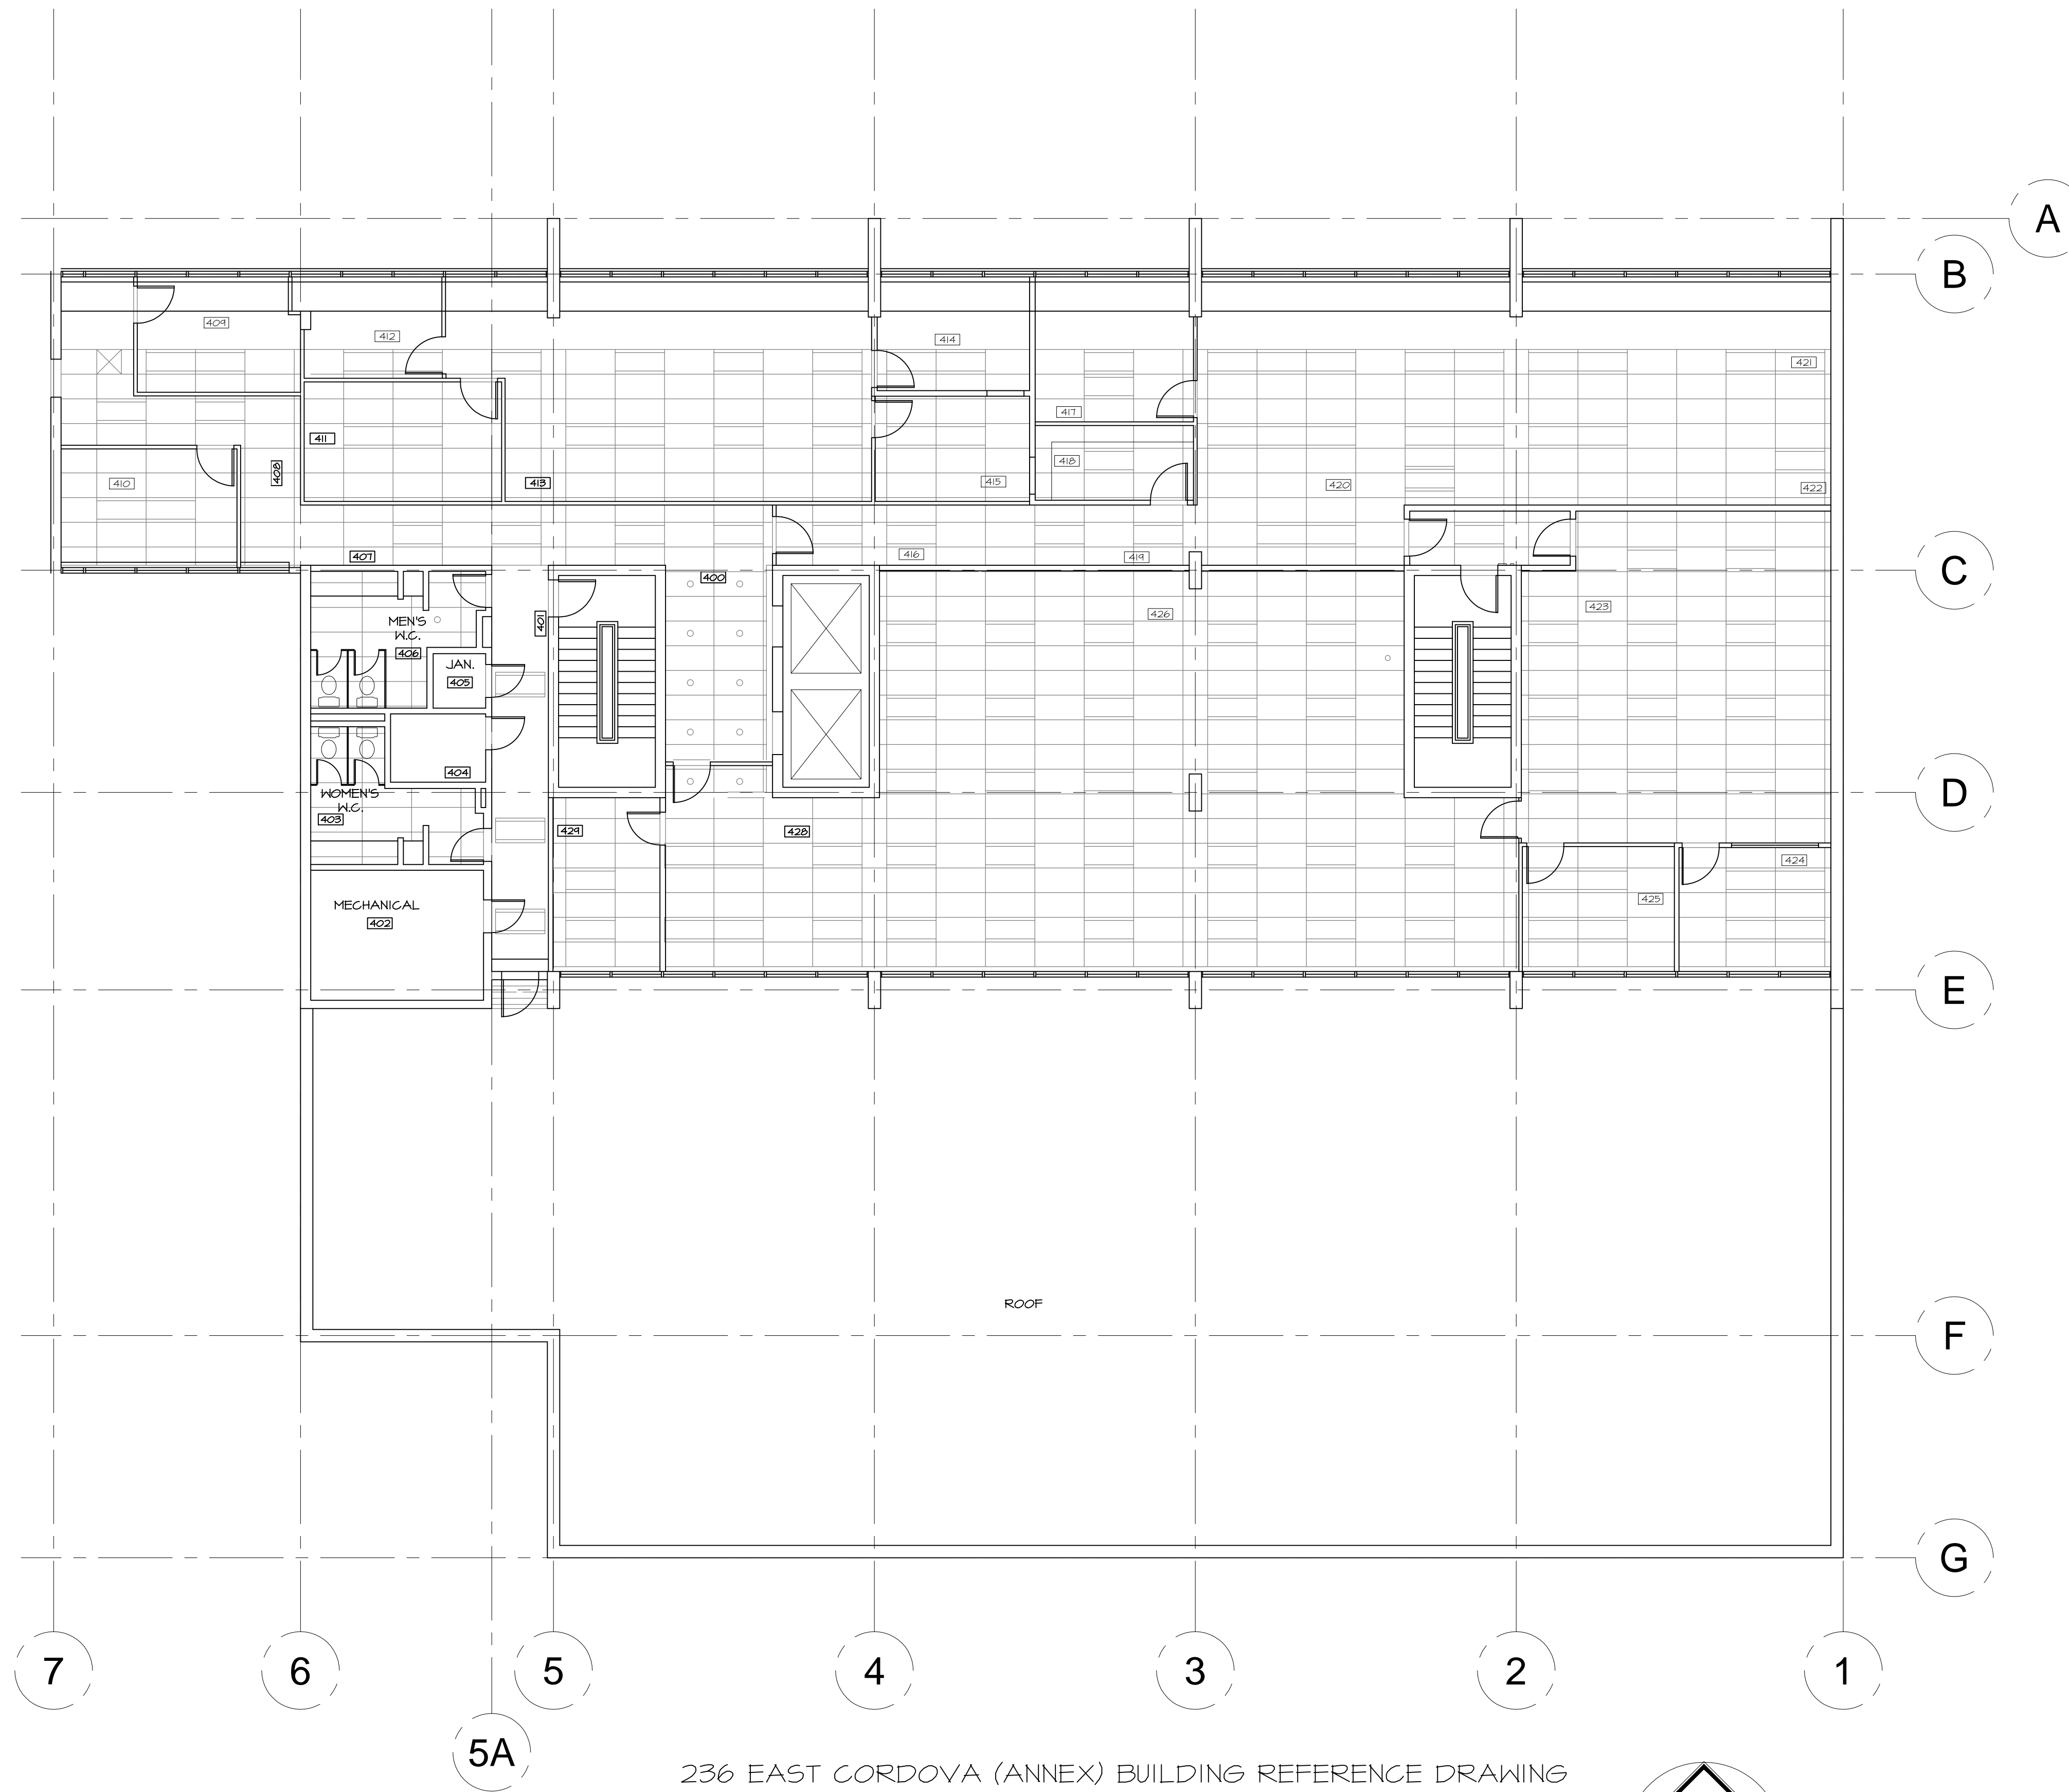 A
B
409
412
414
421
417
411
418
408
410
413
415
420
422
407
416
419
400
C
426
423
401
MEN'S
W.C.
406
JAN.
405
404
WOMEN'S
W.C.
403
D
429
428
424
MECHANICAL
402
425
E
ROOF
F
G
7
6
5
4
3
2
1
5A
236 EAST CORDOVA (ANNEX) BUILDING REFERENCE DRAWING